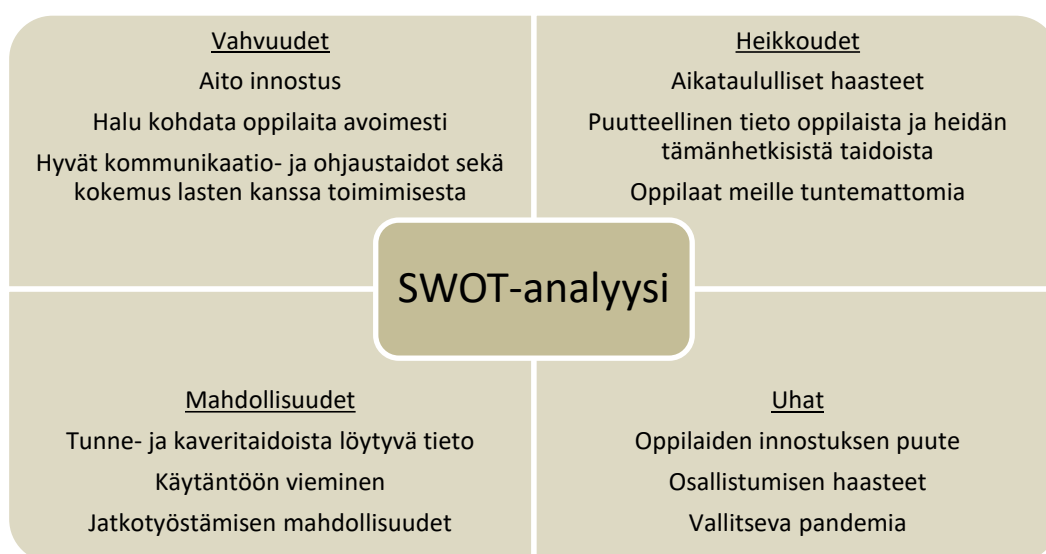 Vahvuudet
Aito innostus
Halu kohdata oppilaita avoimesti
Hyvät kommunikaatio- ja ohjaustaidot sekä
kokemus lasten kanssa toimimisesta
Heikkoudet
Aikataululliset haasteet
Puutteellinen tieto oppilaista ja heidän
tämänhetkisistä taidoista
Oppilaat meille tuntemattomia
SWOT-analyysi
Mahdollisuudet
Tunne- ja kaveritaidoista löytyvä tieto
Käytäntöön vieminen
Jatkotyöstämisen mahdollisuudet
Uhat
Oppilaiden innostuksen puute
Osallistumisen haasteet
Vallitseva pandemia